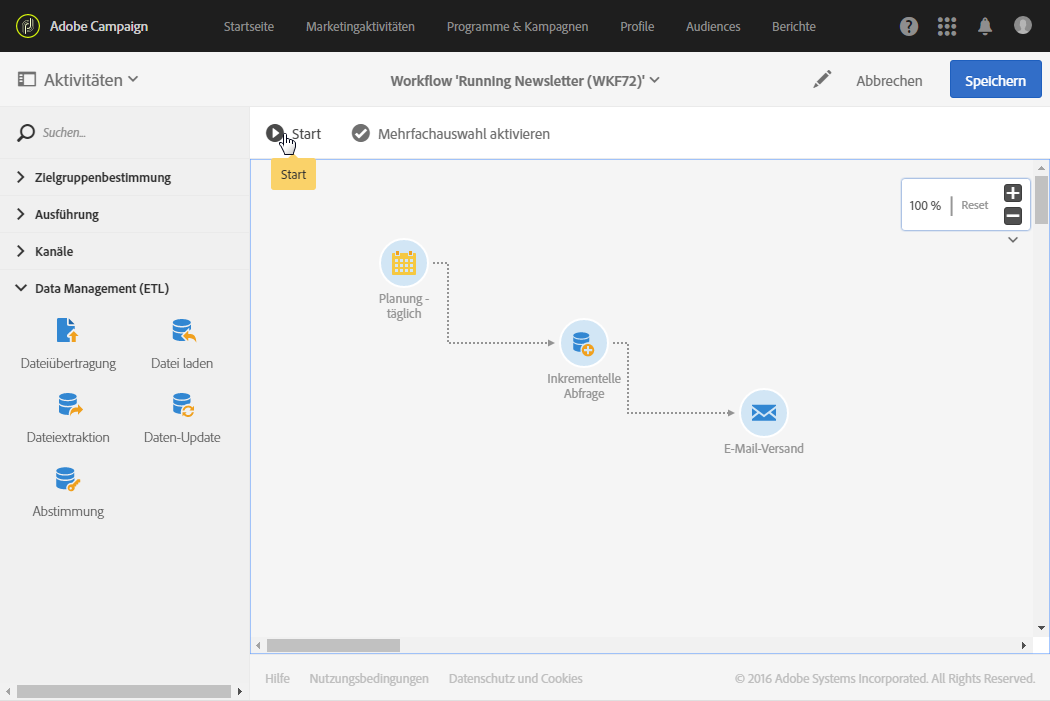 Adobe Campaign Startseite Marketingaktivitäten Programme & Kampagnen Profile Audiences Berichte
Aktivitäten Workflow 'Running Newsletter (WKF72)' Abbrechen Speichern
Suchen... Start Mehrfachauswahl aktivieren
Start
Zielgruppenbestimmung
Ausführung
Kanäle
Data Management (ETL)
Dateiübertragung Datei laden
Dateiextraktion Daten-Update
Abstimmung
100 % Reset
Planung -
täglich
Inkrementelle
Abfrage
E-Mail-Versand
Hilfe Nutzungsbedingungen Datenschutz und Cookies © 2016 Adobe Systems Incorporated. All Rights Reserved.